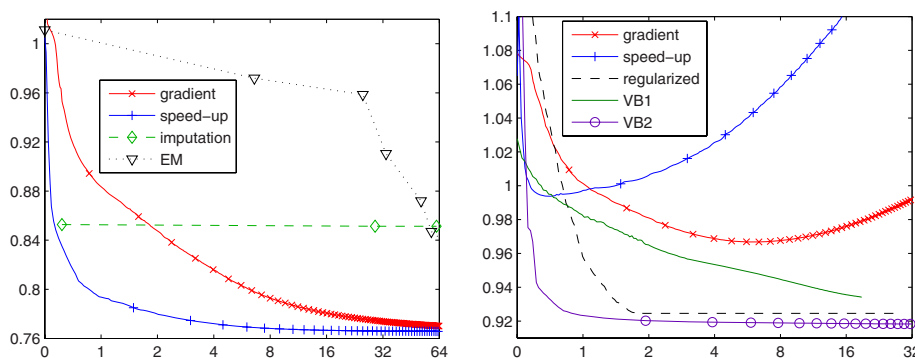 1
0.96
0.92
0.88
0.84
0.8
0.76
0 1 2 4 8 16 32 64
gradient
speed-up
imputation
EM
1.1
1.08
1.06
1.04
1.02
1
0.98
0.96
0.94
0.92
0 1 2 4 8 16 32
gradient
speed-up
regularized
VB1
VB2